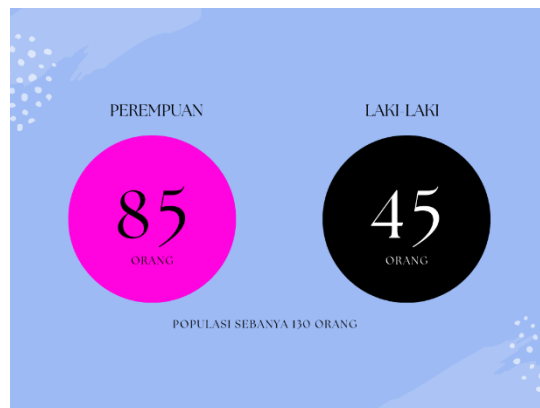 PEREMPUAN
LAKI-LAKI
85
ORANG
45
ORANG
POPULASI SEBANYA 130 ORANG